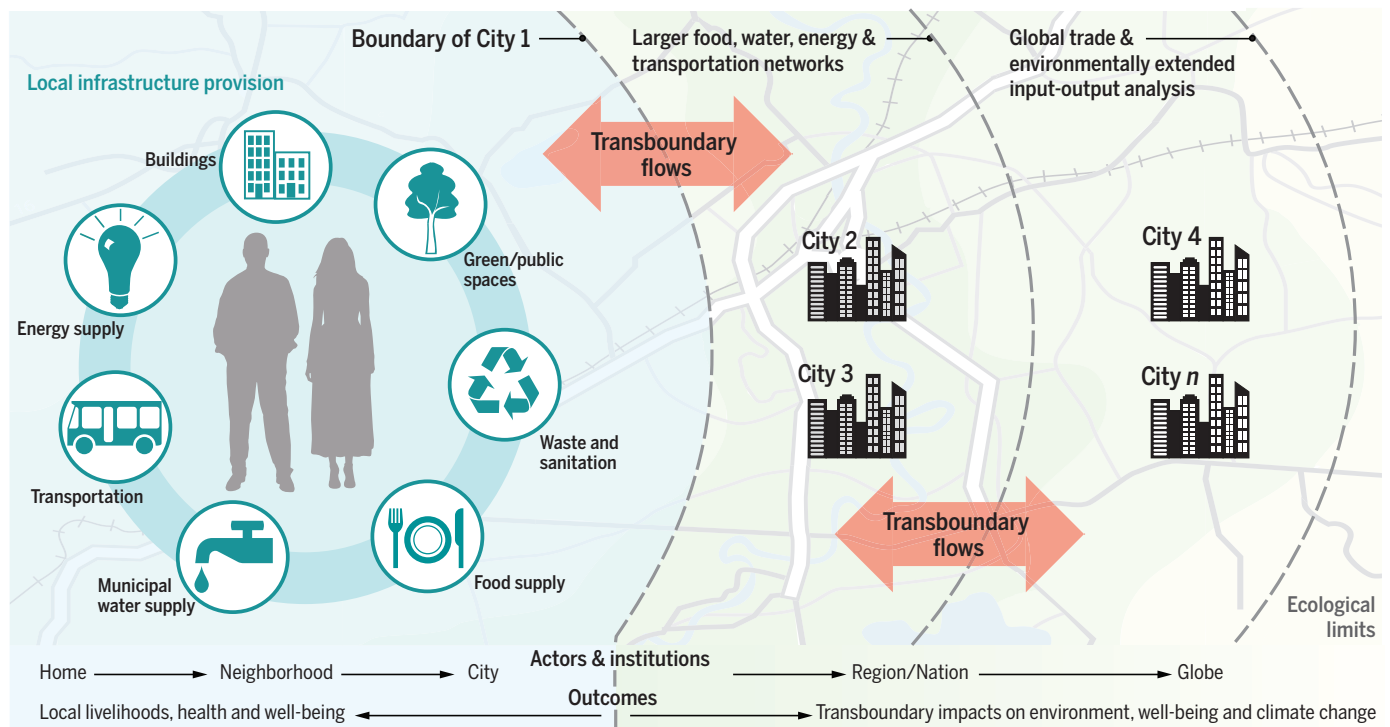 Boundary of City 1
Larger food, water, energy &
transportation networks
Global trade &
environmentally extended
input-output analysis
Local infrastructure provision
Transboundary
flows
Buildings
Green/public
spaces
Energy supply
Waste and
sanitation
Transportation
Municipal
water supply
Food supply
City 2
City 4
City 3
City n
Transboundary
flows
Ecological
limits
Actors & institutions
Home
Neighborhood
City
Region/Nation
Globe
Outcomes
Local livelihoods, health and well-being
Transboundary impacts on environment, well-being and climate change